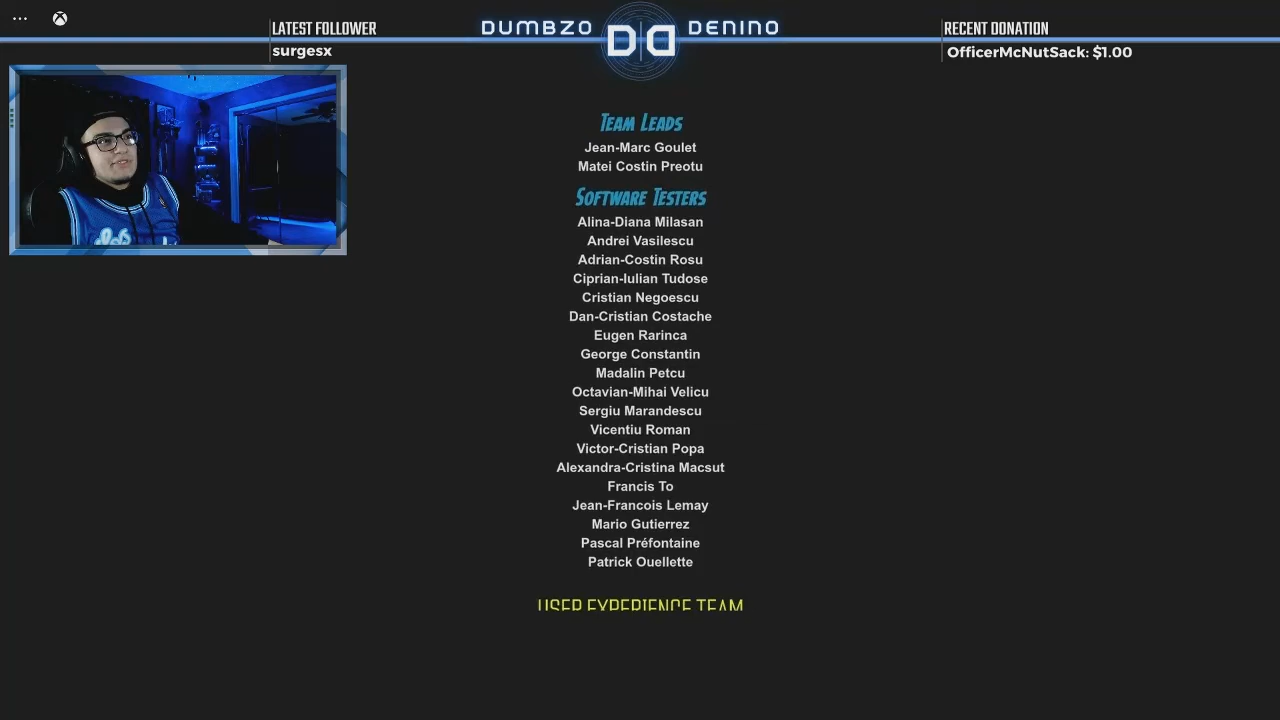 LATEST FOLLOWER
surgesx
DUMBZO DENINO
DD
RECENT DONATION
OfficerMcNutSack: $1.00
TEAM LEADS
Jean-Marc Goulet
Matei Costin Preotu
SOFTWARE TESTERS
Alina-Diana Milasan
Andrei Vasilescu
Adrian-Costin Rosu
Ciprian-Iulian Tudose
Cristian Negoescu
Dan-Cristian Costache
Eugen Rarinca
George Constantin
Madalin Petcu
Octavian-Mihai Velicu
Sergiu Marandescu
Vicentiu Roman
Victor-Cristian Popa
Alexandra-Cristina Macsut
Francis To
Jean-Francois Lemay
Mario Gutierrez
Pascal Préfontaine
Patrick Ouellette
USER EXPERIENCE TEAM